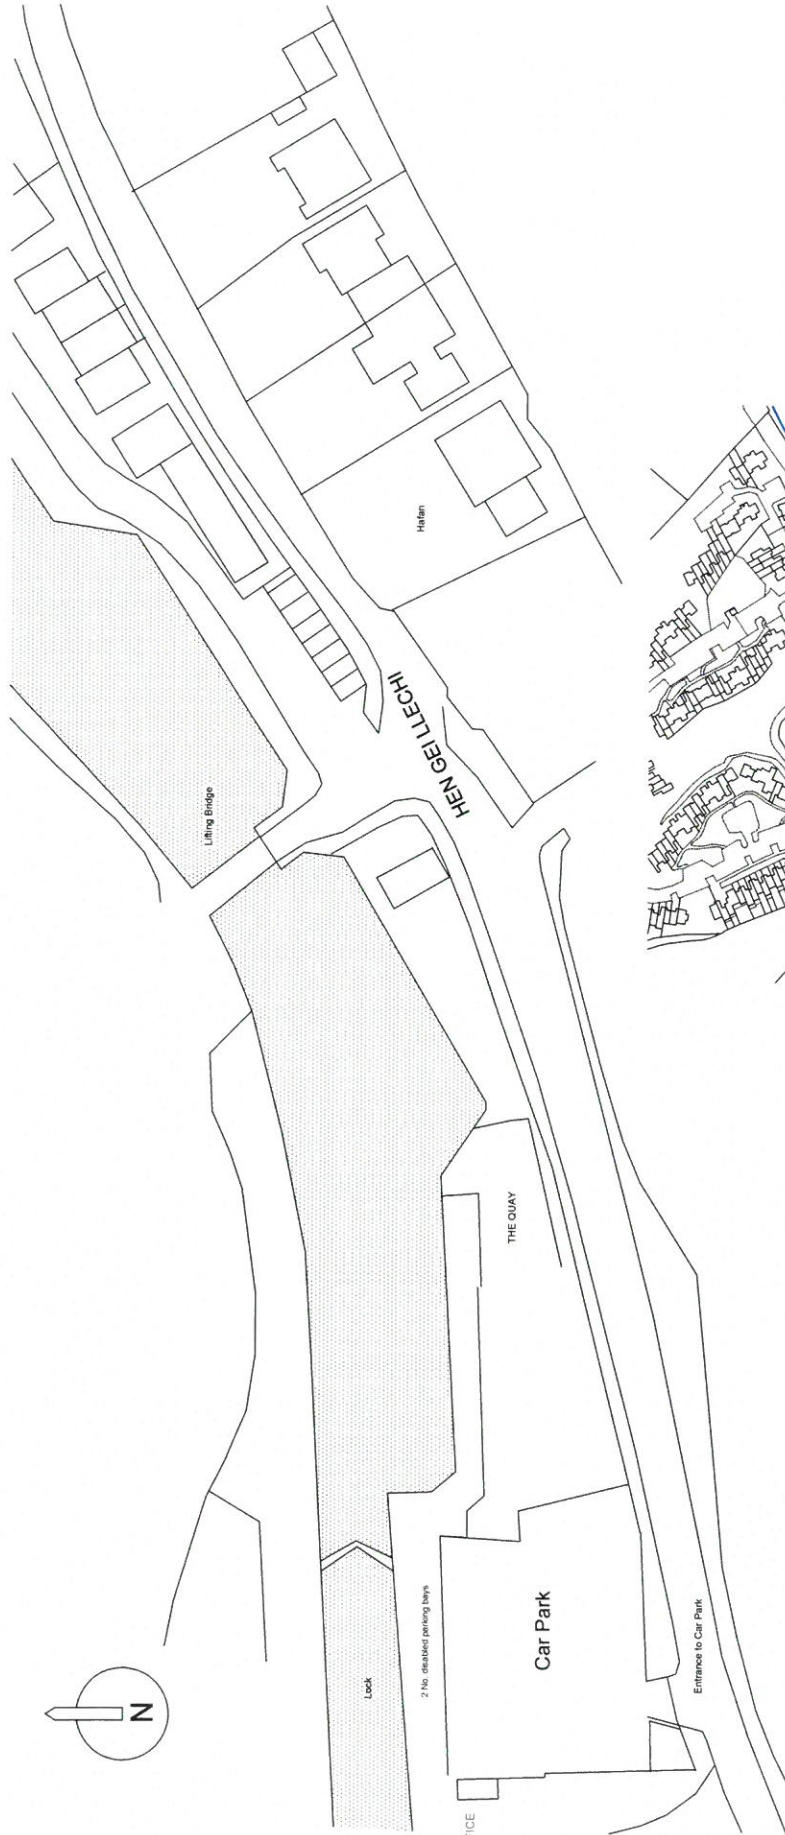 Hafan
HEN GEI LLECHI
Lifting Bridge
THE QUAY
Lock
2 No. disabled parking bays
Car Park
Entrance to Car Park
N